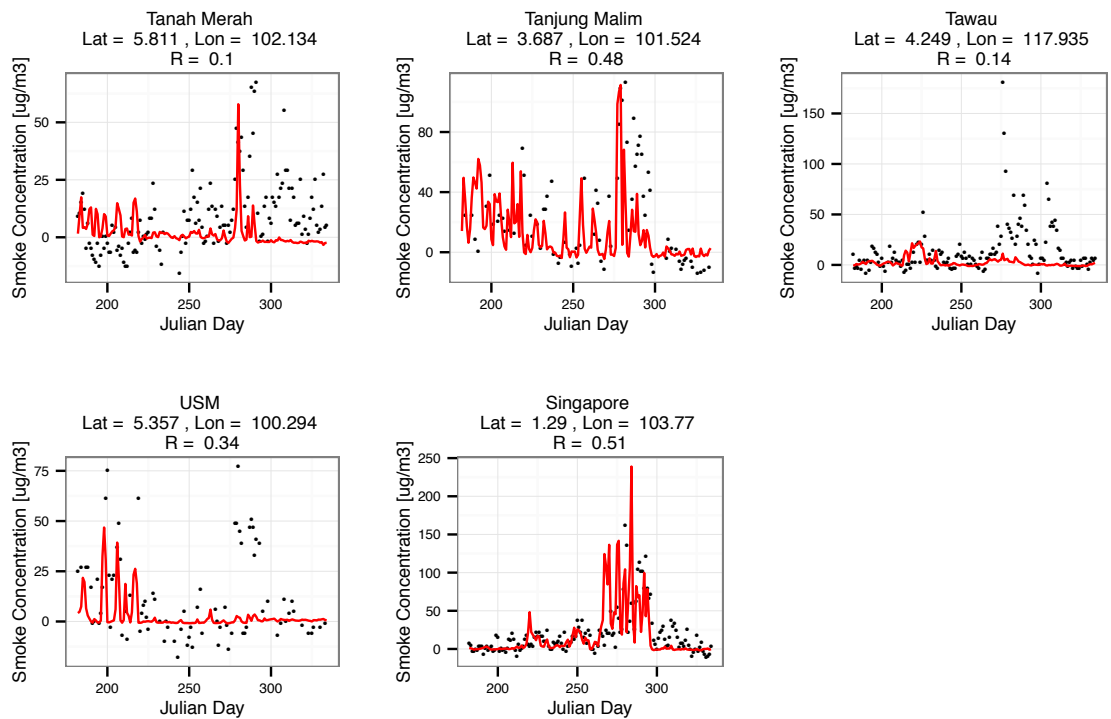 Tanah Merah
Lat = 5.811 , Lon = 102.134
R = 0.1
Smoke Concentration [ug/m3]
50
25
0
200
250
300
Julian Day
Tanjung Malim
Lat = 3.687 , Lon = 101.524
R = 0.48
Smoke Concentration [ug/m3]
80
40
0
200
250
300
Julian Day
Tawau
Lat = 4.249 , Lon = 117.935
R = 0.14
Smoke Concentration [ug/m3]
150
100
50
0
200
250
300
Julian Day
USM
Lat = 5.357 , Lon = 100.294
R = 0.34
Smoke Concentration [ug/m3]
75
50
25
0
200
250
300
Julian Day
Singapore
Lat = 1.29 , Lon = 103.77
R = 0.51
Smoke Concentration [ug/m3]
250
200
150
100
50
0
200
250
300
Julian Day